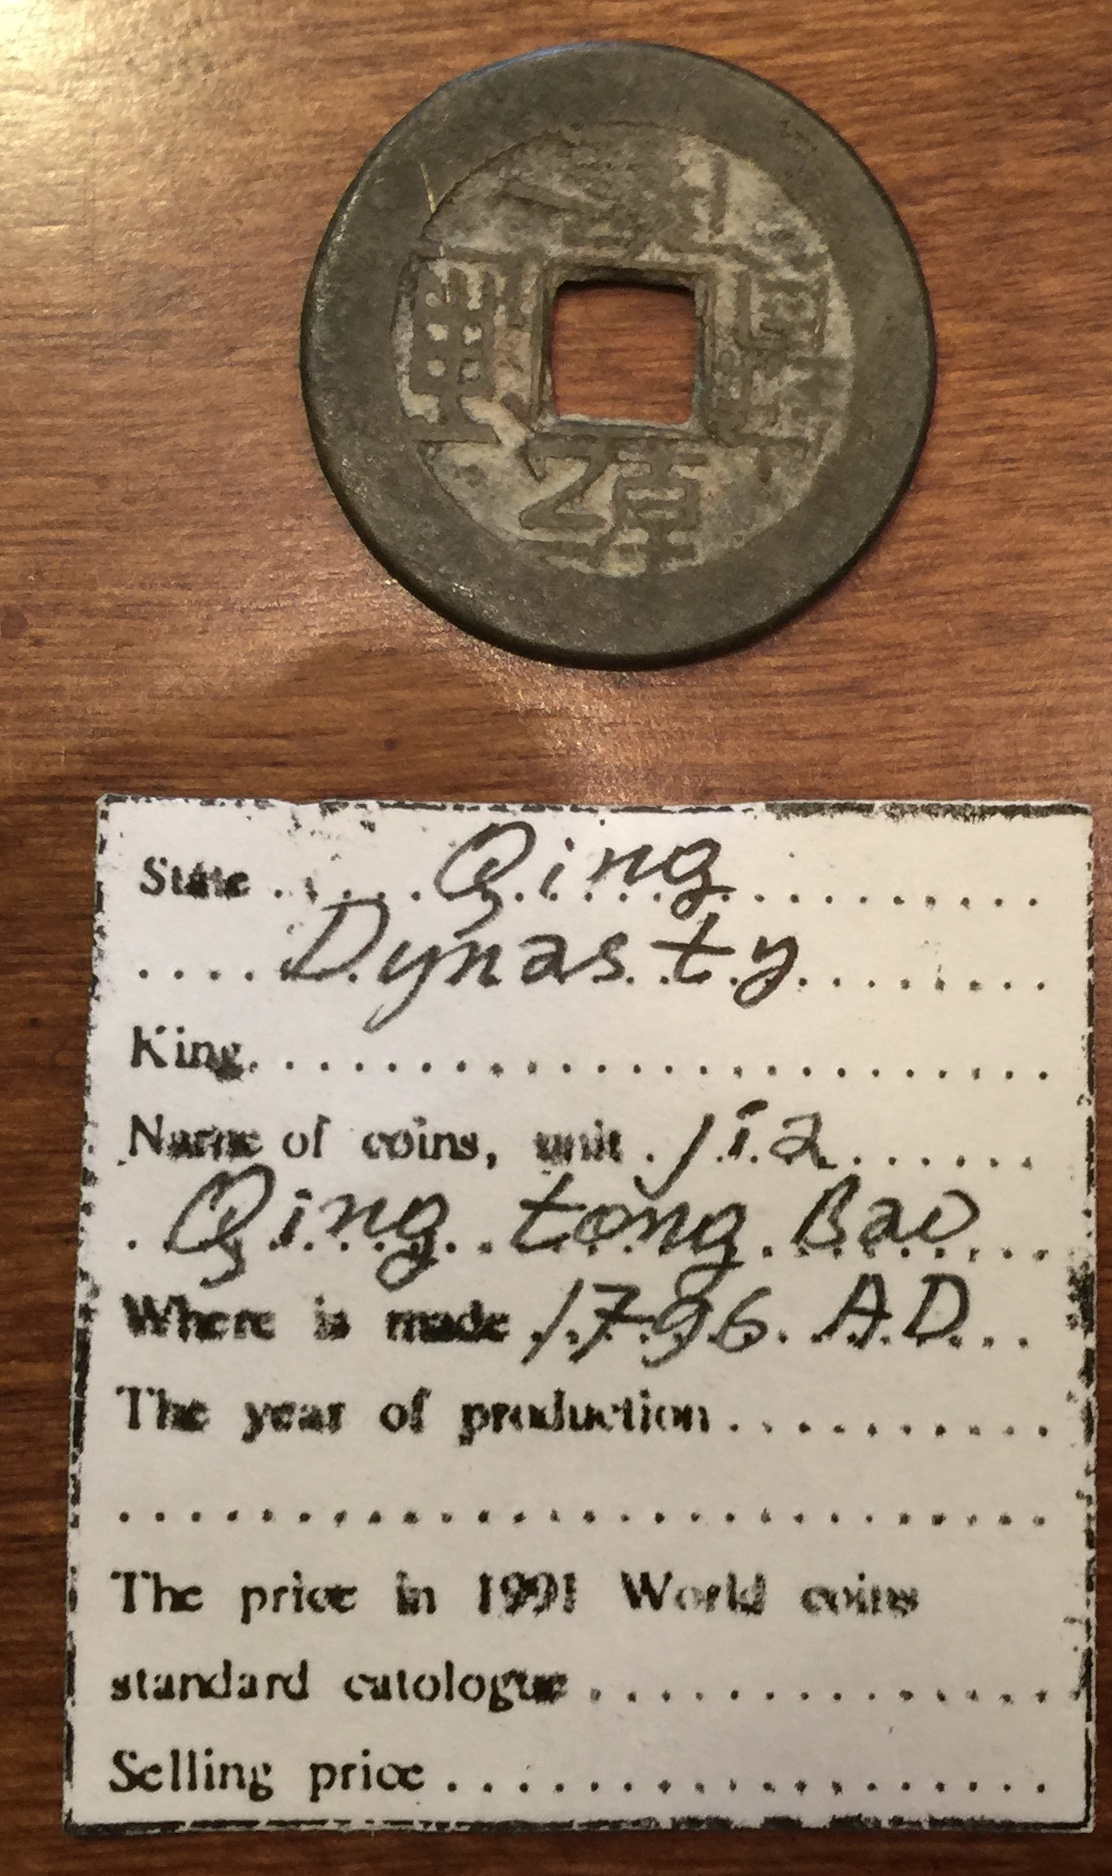 State Qing
Dynasty
King
Name of coins, unit Jia
Qing tong Bao
Where is made 1796 A.D
The year of production
The price in 1991 World coins
standard catologue
Selling price